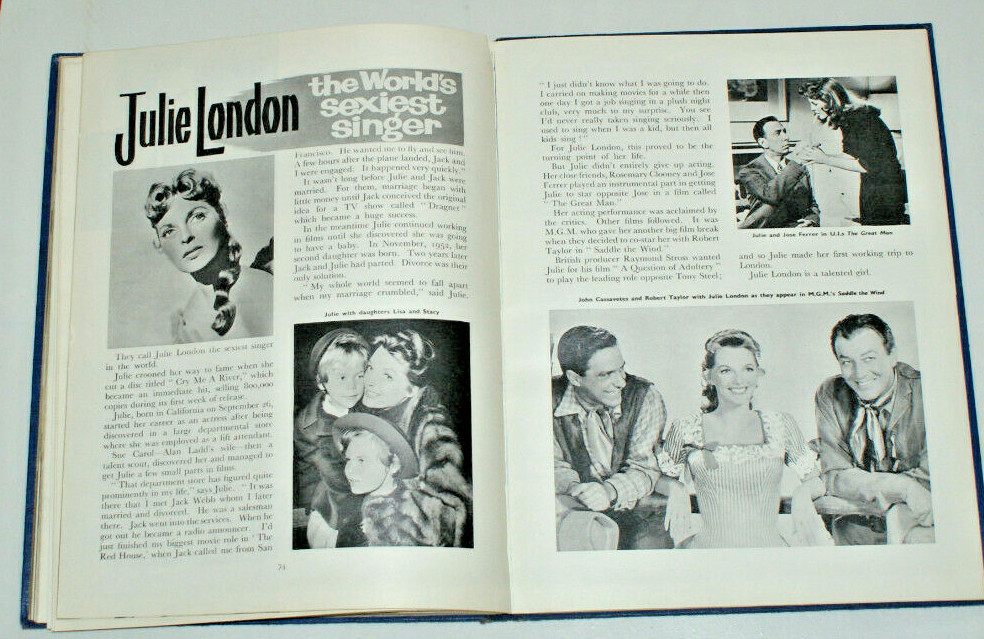 Julie London
the World's
sexiest
singer
They call Julie London the sexiest singer
in the world.
Julie crooned her way to fame when she
cut a disc titled " Cry Me A River," which
became an immediate hit, selling 800,000
copies during its first week of release.
Julie, born in California on September 26,
started her career as an actress after being
discovered in a large departmental store
where she was employed as a lift attendant.
Sue Carol—Alan Ladd's wife—then a
talent scout, discovered her and managed to
get Julie a few small parts in films.
" That department store has figured quite
prominently in my life," says Julie. " It was
there that I met Jack Webb whom I later
married and divorced. He was a salesman
there. Jack went into the services. When he
got out he became a radio announcer. I'd
just finished my biggest movie role in ' The
Red House,' when Jack called me from San
Francisco. He wanted me to fly and see him.
A few hours after the plane landed, Jack and
I were engaged. It happened very quickly."
It wasn't long before Julie and Jack were
married. For them, marriage began with
little money until Jack conceived the original
idea for a TV show called " Dragnet "
which became a huge success.
In the meantime Julie continued working
in films until she discovered she was going
to have a baby. In November, 1952, her
second daughter was born. Two years later
Jack and Julie had parted. Divorce was their
only solution.
" My whole world seemed to fall apart
when my marriage crumbled," said Julie.
Julie with daughters Lisa and Stacy
74
" I just didn't know what I was going to do.
I carried on making movies for a while then
one day I got a job singing in a plush night
club, very much to my surprise. You see
I'd never really taken singing seriously. I
used to sing when I was a kid, but then all
kids sing ! "
For Julie London, this proved to be the
turning point of her life.
But Julie didn't entirely give up acting.
Her close friends, Rosemary Clooney and Jose
Ferrer played an instrumental part in getting
Julie to star opposite Jose in a film called
" The Great Man."
Her acting performance was acclaimed by
the critics. Other films followed. It was
M.G.M. who gave her another big film break
when they decided to co-star her with Robert
Taylor in " Saddle the Wind."
British producer Raymond Stross wanted
Julie for his film " A Question of Adultery "
to play the leading role opposite Tony Steel;
Julie and Jose Ferrer in U.I.s The Great Man
and so Julie made her first working trip to
London.
Julie London is a talented girl.
John Cassavetes and Robert Taylor with Julie London as they appear in M.G.M.'s Saddle the Wind